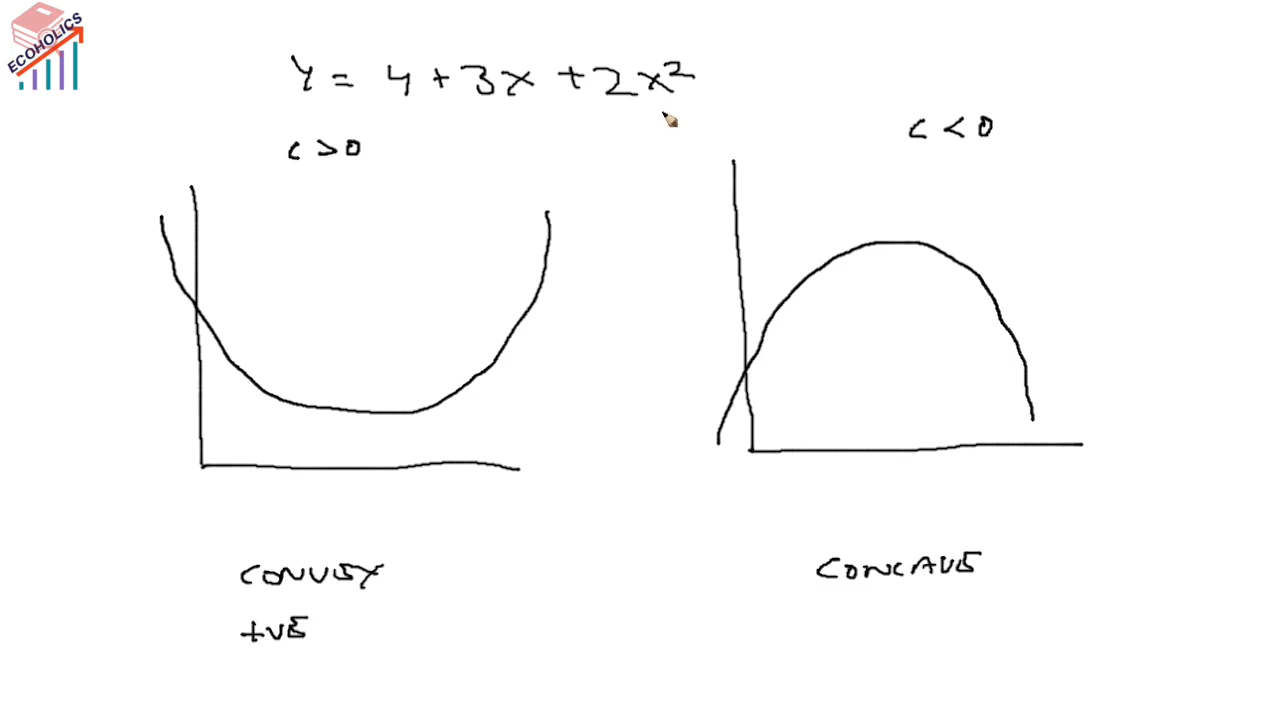 ECOHOLICS
Y = 4 + 3x + 2x²
c > 0
c < 0
CONVEX
CONCAVE
+VE